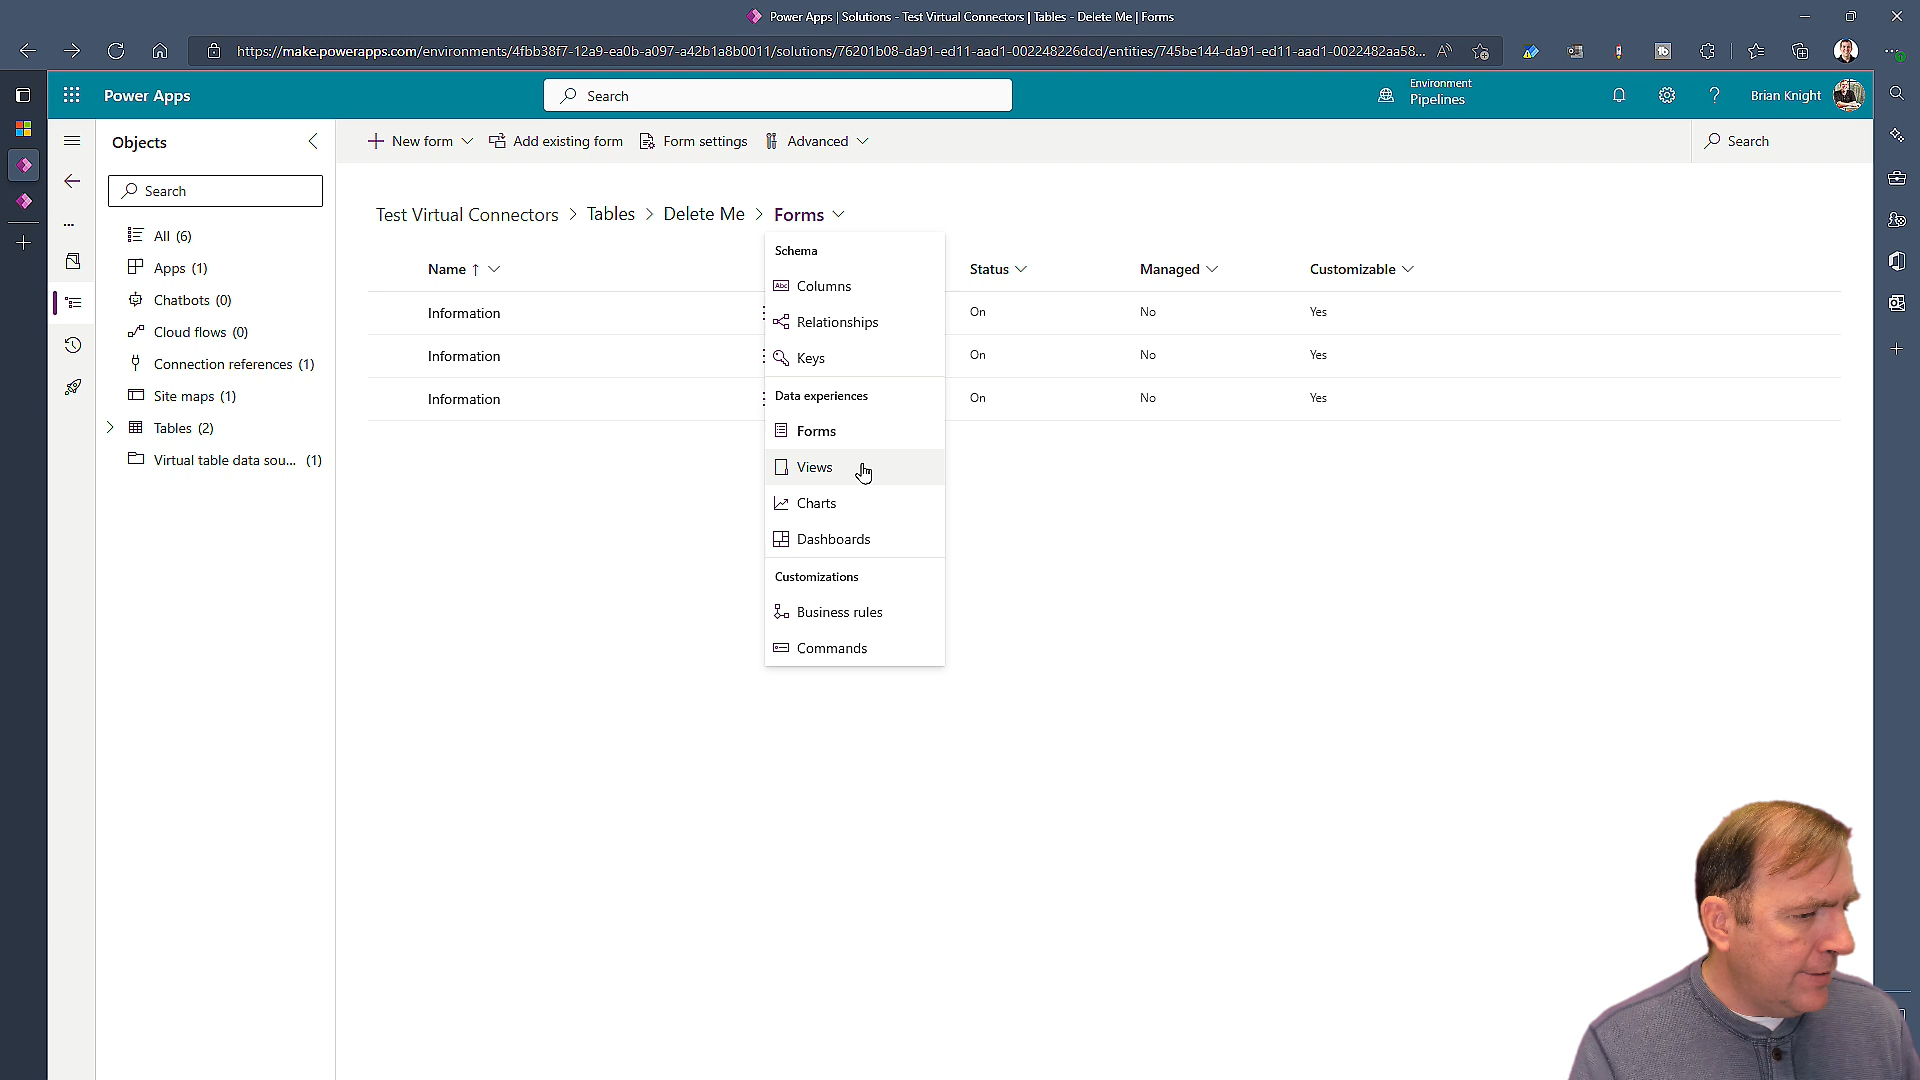 Power Apps | Solutions - Test Virtual Connectors | Tables - Delete Me | Forms
https://make.powerapps.com/environments/4fbb38f7-12a9-ea0b-a097-a42b1a8b0011/solutions/76201b08-da91-ed11-aad1-002248226dcd/entities/745be144-da91-ed11-aad1-0022482aa58...
Power Apps
Search
Environment
Pipelines
Brian Knight
Objects
New form
Add existing form
Form settings
Advanced
Search
Search
Test Virtual Connectors > Tables > Delete Me > Forms
All (6)
Apps (1)
Chatbots (0)
Cloud flows (0)
Connection references (1)
Site maps (1)
Tables (2)
Virtual table data sou... (1)
Name ↑ Status Managed Customizable
Information On No Yes
Information On No Yes
Information On No Yes
Schema
Columns
Relationships
Keys
Data experiences
Forms
Views
Charts
Dashboards
Customizations
Business rules
Commands